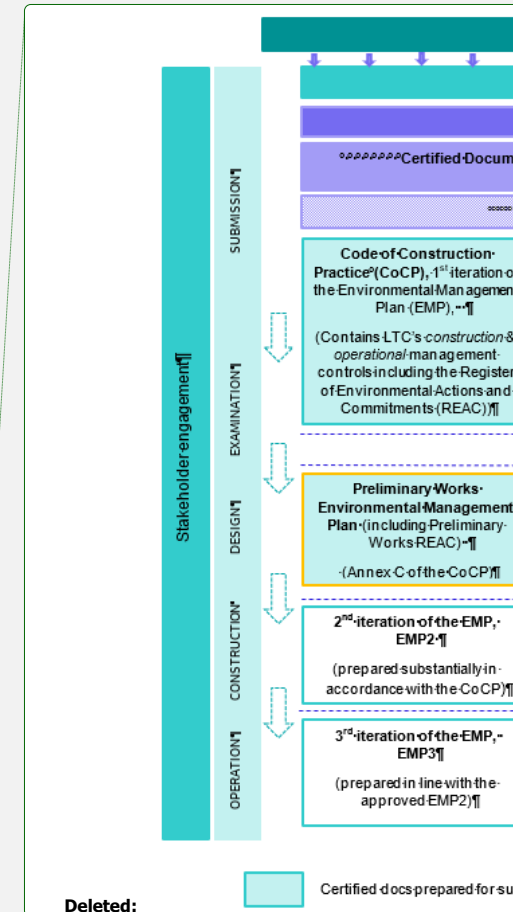 Certified Docum
Code of Construction
Practice (CoCP), 1st iteration o
the Environmental Managemen
Plan (EMP), -¶
(Contains LTC's construction &
operational management
controls including the Register
of Environmental Actions and
Commitments (REAC))¶
Preliminary Works
Environmental Management
Plan (including Preliminary
Works REAC) -¶
(Annex C of the CoCP)¶
2nd iteration of the EMP,
EMP2 ¶
(prepared substantially in
accordance with the CoCP)¶
3rd iteration of the EMP, -
EMP3¶
(prepared in line with the
approved EMP2)¶
Stakeholder engagement¶
SUBMISSION¶
EXAMINATION¶
DESIGN¶
CONSTRUCTION¶
OPERATION¶
Certified docs prepared for su
Deleted: